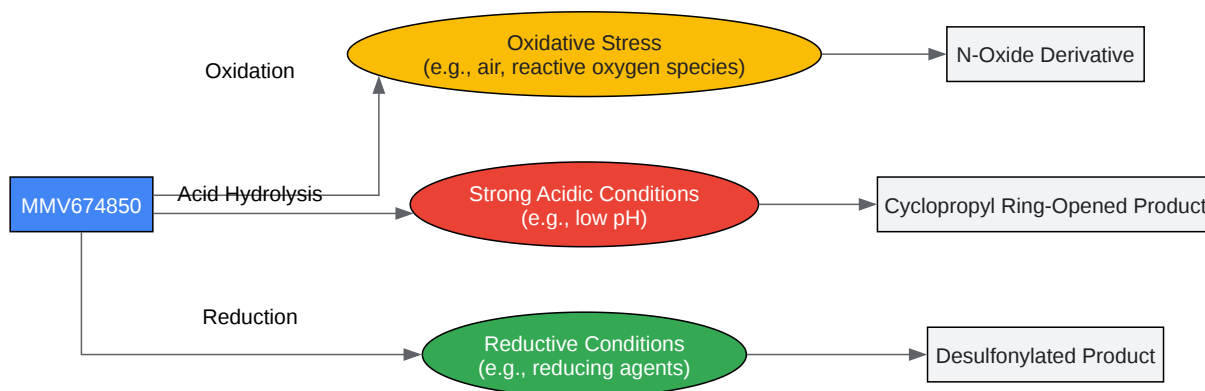 Oxidative Stress
(e.g., air, reactive oxygen species)
N-Oxide Derivative
Oxidation
MMV674850
Acid Hydrolysis
Strong Acidic Conditions
(e.g., low pH)
Cyclopropyl Ring-Opened Product
Reduction
Reductive Conditions
(e.g., reducing agents)
Desulfonylated Product